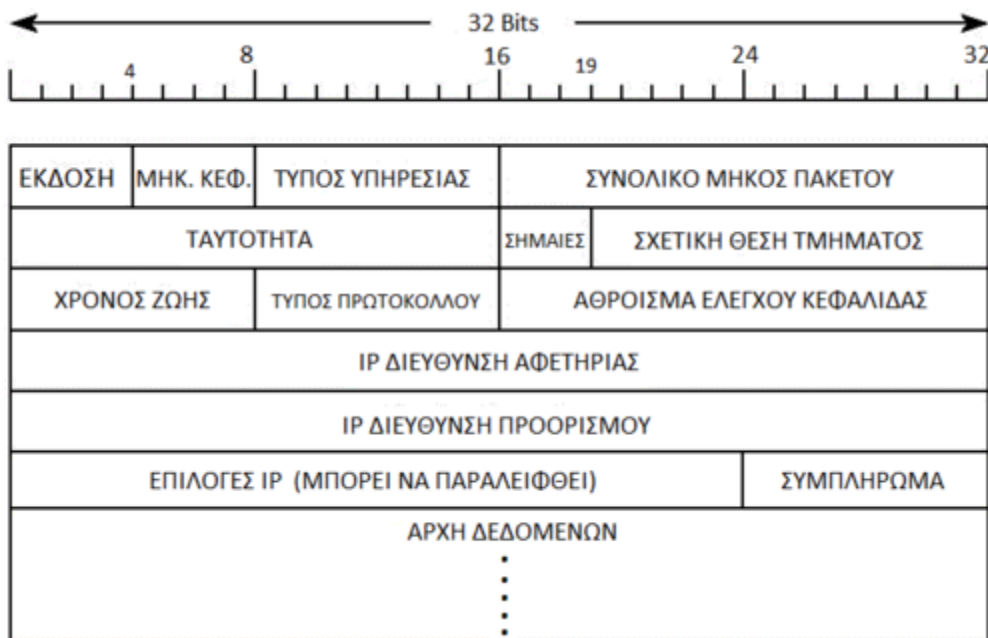 32 Bits
4 8 16 19 24 32
ΕΚΔΟΣΗ ΜΗΚ. ΚΕΦ. ΤΥΠΟΣ ΥΠΗΡΕΣΙΑΣ ΣΥΝΟΛΙΚΟ ΜΗΚΟΣ ΠΑΚΕΤΟΥ
ΤΑΥΤΟΤΗΤΑ ΣΗΜΑΙΕΣ ΣΧΕΤΙΚΗ ΘΕΣΗ ΤΜΗΜΑΤΟΣ
ΧΡΟΝΟΣ ΖΩΗΣ ΤΥΠΟΣ ΠΡΩΤΟΚΟΛΛΟΥ ΑΘΡΟΙΣΜΑ ΕΛΕΓΧΟΥ ΚΕΦΑΛΙΔΑΣ
IP ΔΙΕΥΘΥΝΣΗ ΑΦΕΤΗΡΙΑΣ
IP ΔΙΕΥΘΥΝΣΗ ΠΡΟΟΡΙΣΜΟΥ
ΕΠΙΛΟΓΕΣ IP (ΜΠΟΡΕΙ ΝΑ ΠΑΡΑΛΕΙΦΘΕΙ) ΣΥΜΠΛΗΡΩΜΑ
ΑΡΧΗ ΔΕΔΟΜΕΝΩΝ